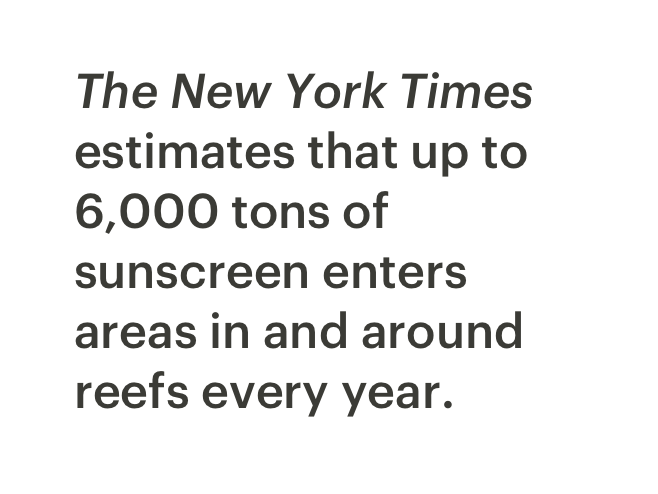 The New York Times
estimates that up to
6,000 tons of
sunscreen enters
areas in and around
reefs every year.